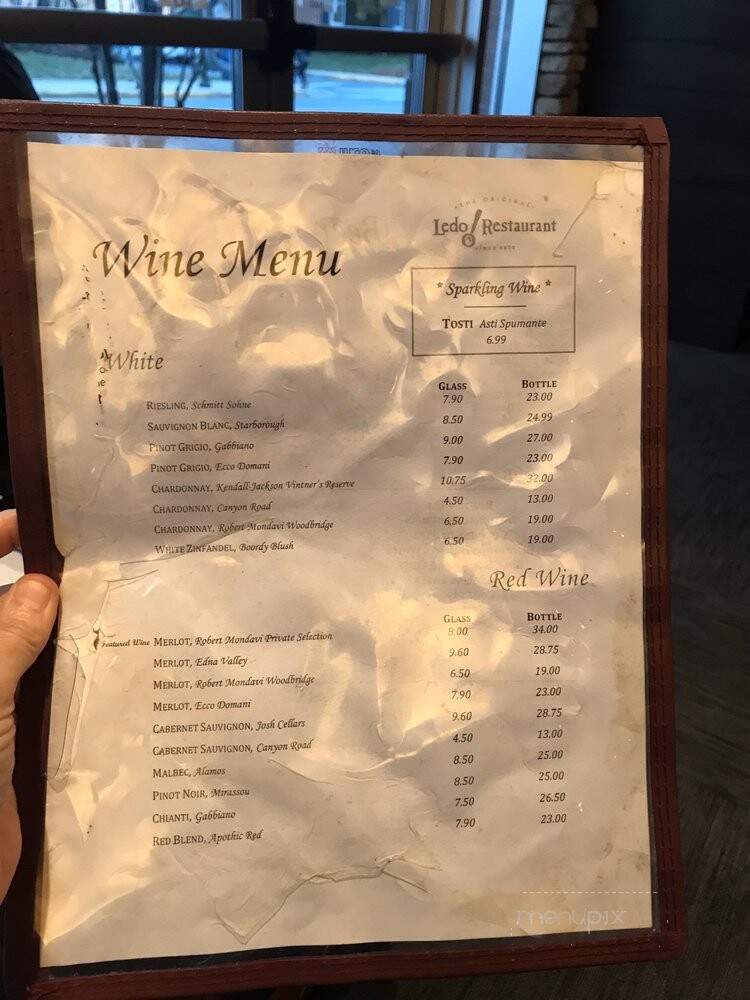 THE ORIGINAL
Ledo Restaurant
SINCE 1955
Wine Menu
* Sparkling Wine *
TOSTI Asti Spumante
6.99
White
GLASS BOTTLE
RIESLING, Schmitt Sohne 7.90 23.00
SAUVIGNON BLANC, Starborough 8.50 24.99
PINOT GRIGIO, Gabbiano 9.00 27.00
PINOT GRIGIO, Ecco Domani 7.90 23.00
CHARDONNAY, Kendall-Jackson Vintner's Reserve 10.75 32.00
CHARDONNAY, Canyon Road 4.50 13.00
CHARDONNAY, Robert Mondavi Woodbridge 6.50 19.00
WHITE ZINFANDEL, Boordy Blush 6.50 19.00
Red Wine
GLASS BOTTLE
Featured Wine MERLOT, Robert Mondavi Private Selection 8.00 34.00
MERLOT, Edna Valley 9.60 28.75
MERLOT, Robert Mondavi Woodbridge 6.50 19.00
MERLOT, Ecco Domani 7.90 23.00
CABERNET SAUVIGNON, Josh Cellars 9.60 28.75
CABERNET SAUVIGNON, Canyon Road 4.50 13.00
MALBEC, Alamos 8.50 25.00
PINOT NOIR, Mirassou 8.50 25.00
CHIANTI, Gabbiano 7.50 26.50
RED BLEND, Apothic Red 7.90 23.00
menupix